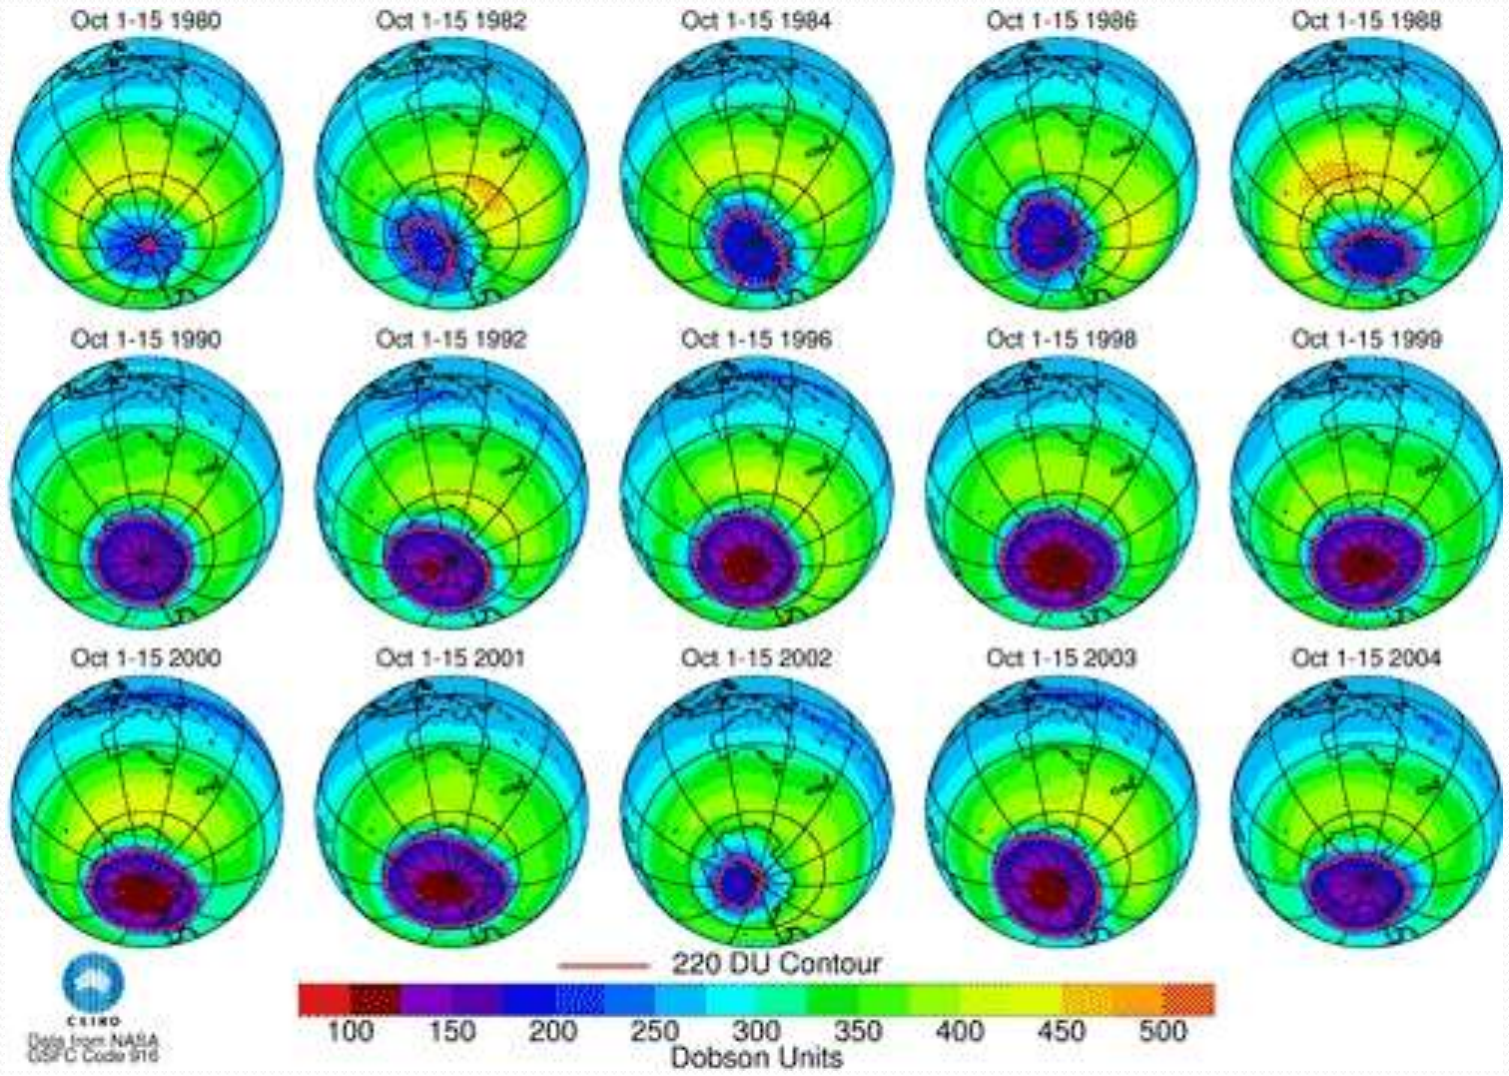 Oct 1-15 1980 Oct 1-15 1982 Oct 1-15 1984 Oct 1-15 1986 Oct 1-15 1988
Oct 1-15 1990 Oct 1-15 1992 Oct 1-15 1996 Oct 1-15 1998 Oct 1-15 1999
Oct 1-15 2000 Oct 1-15 2001 Oct 1-15 2002 Oct 1-15 2003 Oct 1-15 2004
220 DU Contour
100 150 200 250 300 350 400 450 500
Dobson Units
CSIRO
Data from NASA
GSFC Code 916